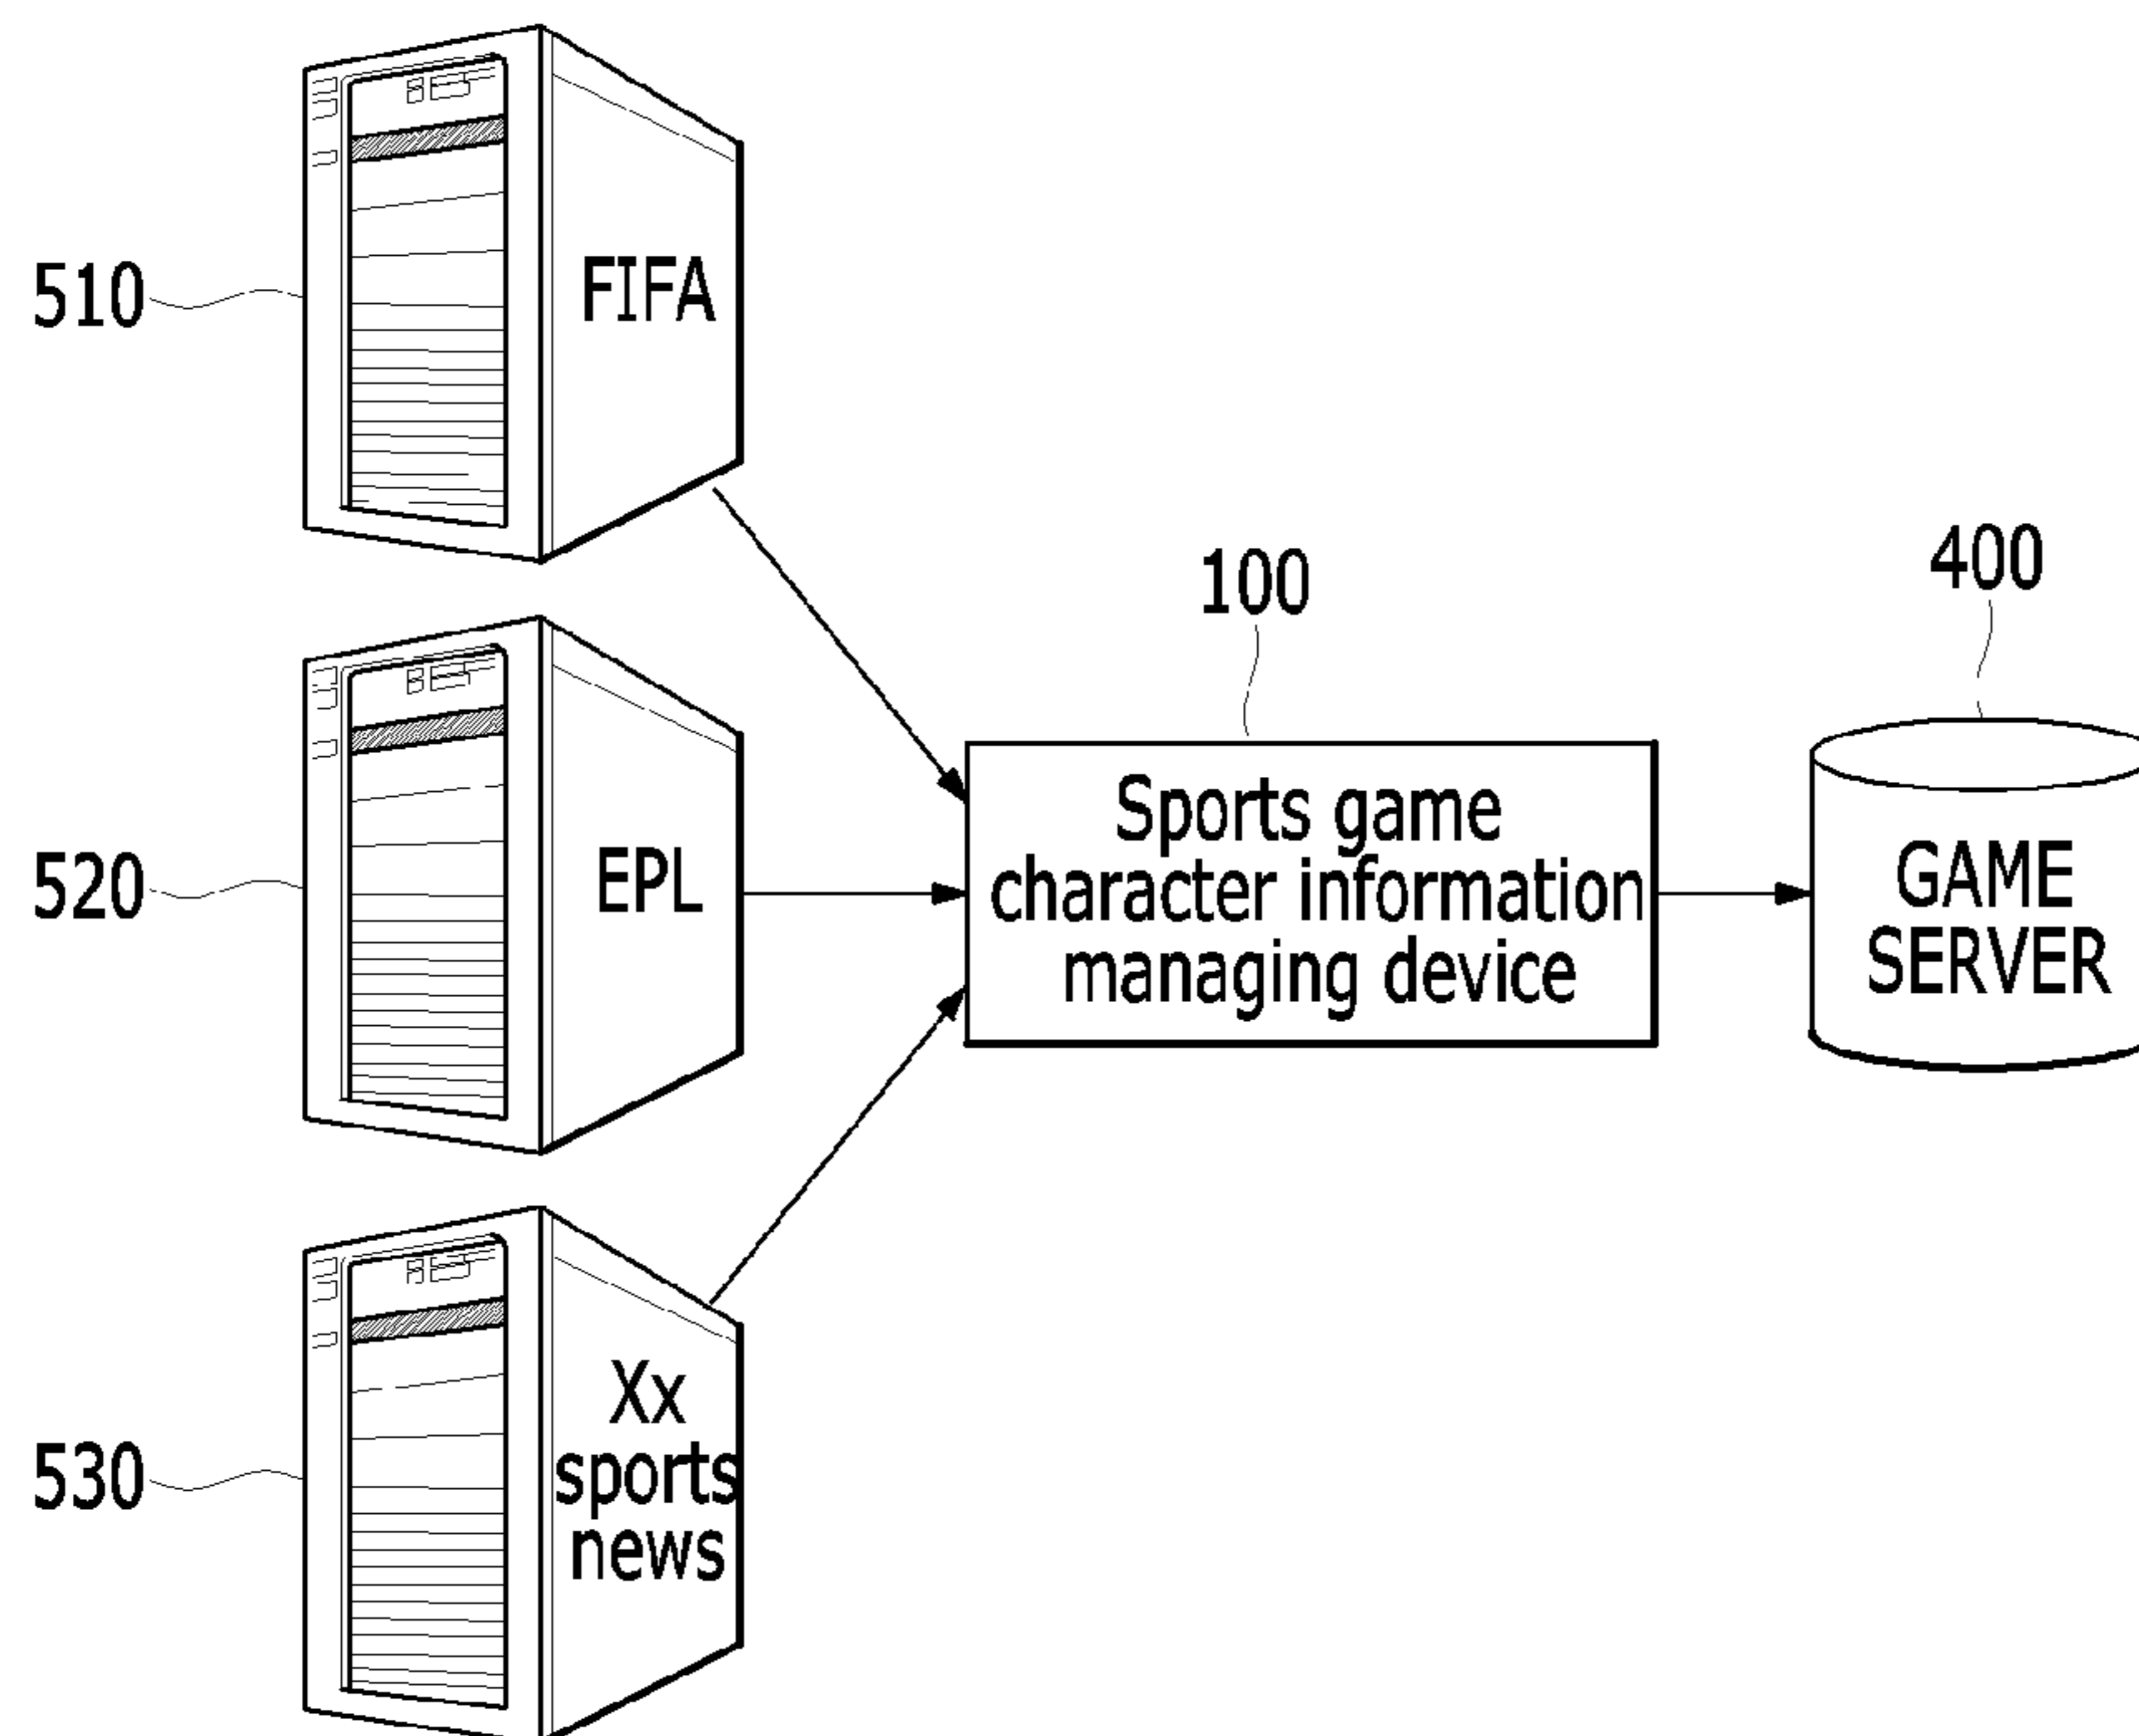 510
FIFA
100
400
520
EPL
Sports game
character information
managing device
GAME
SERVER
530
Xx
sports
news